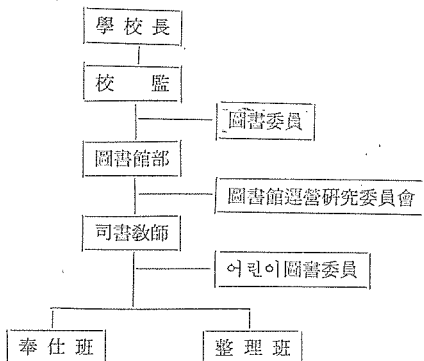 學校長
校監
圖書委員
圖書館部
圖書館運營硏究委員會
司書敎師
어린이圖書委員
奉仕班
整理班